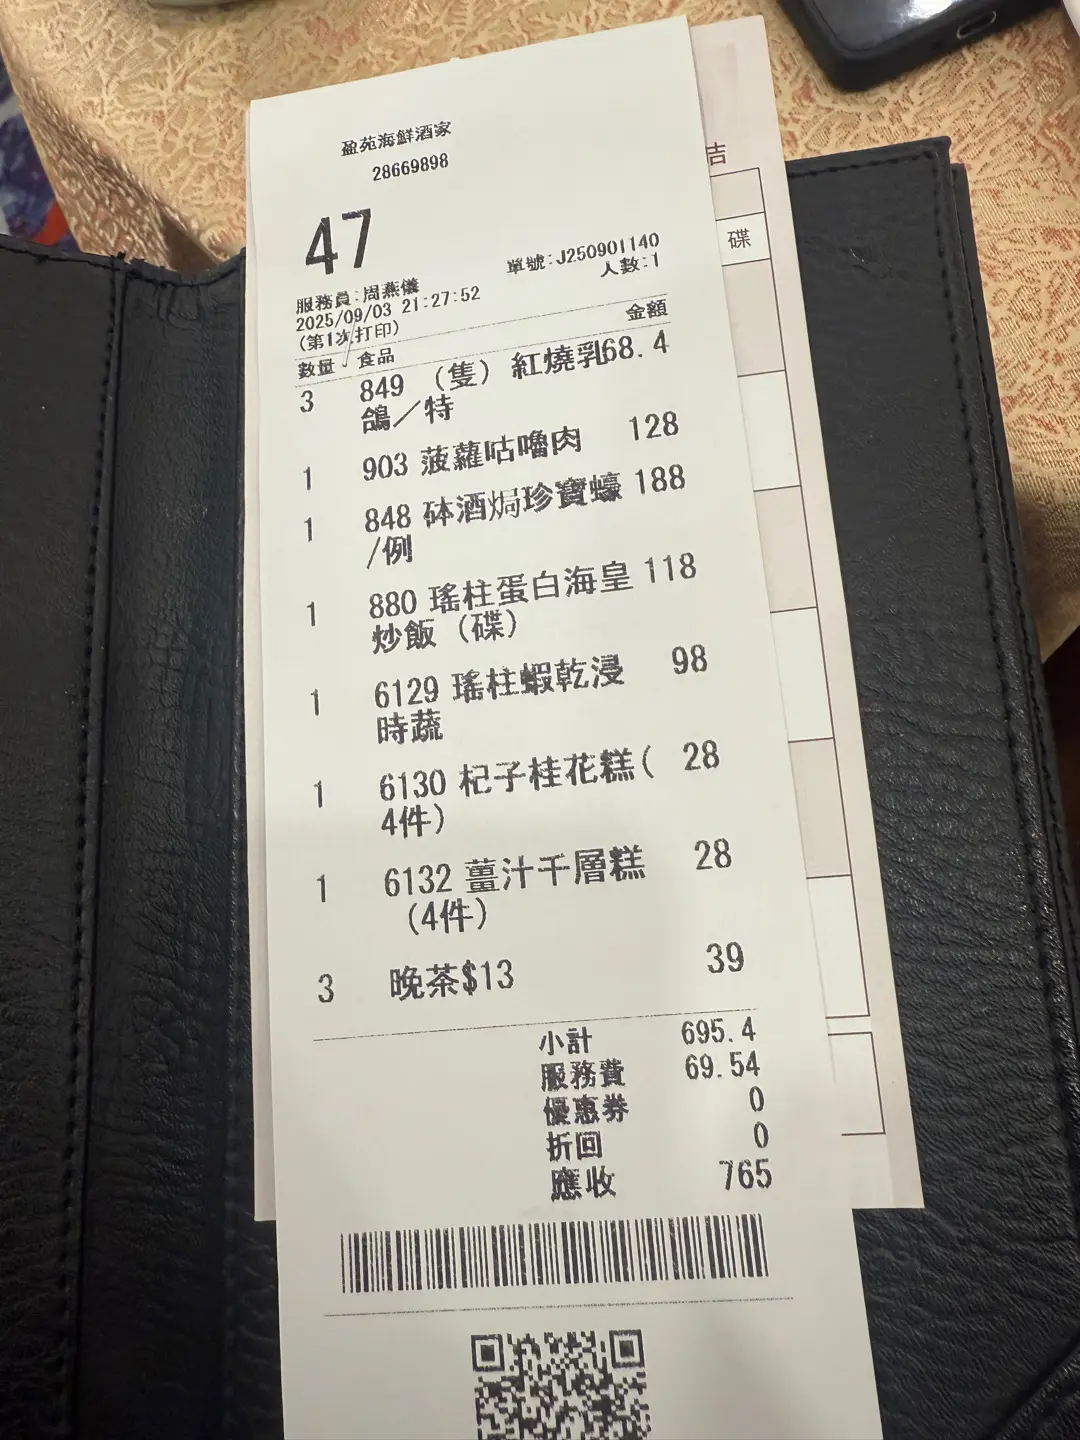 盈苑海鮮酒家
28669898
47
單號:J250901140
人數:1
服務員:周燕儀
2025/09/03 21:27:52
(第1次打印)
數量 食品 金額
3 849 (隻) 紅燒乳68.4
鴿／特
1 903 菠蘿咕嚕肉 128
1 848 砵酒焗珍寶蠔 188
/例
1 880 瑤柱蛋白海皇 118
炒飯 (碟)
1 6129 瑤柱蝦乾浸 98
時蔬
1 6130 杞子桂花糕( 28
4件)
1 6132 薑汁千層糕 28
(4件)
3 晚茶$13 39
小計 695.4
服務費 69.54
優惠券 0
折回 0
應收 765
吉
碟